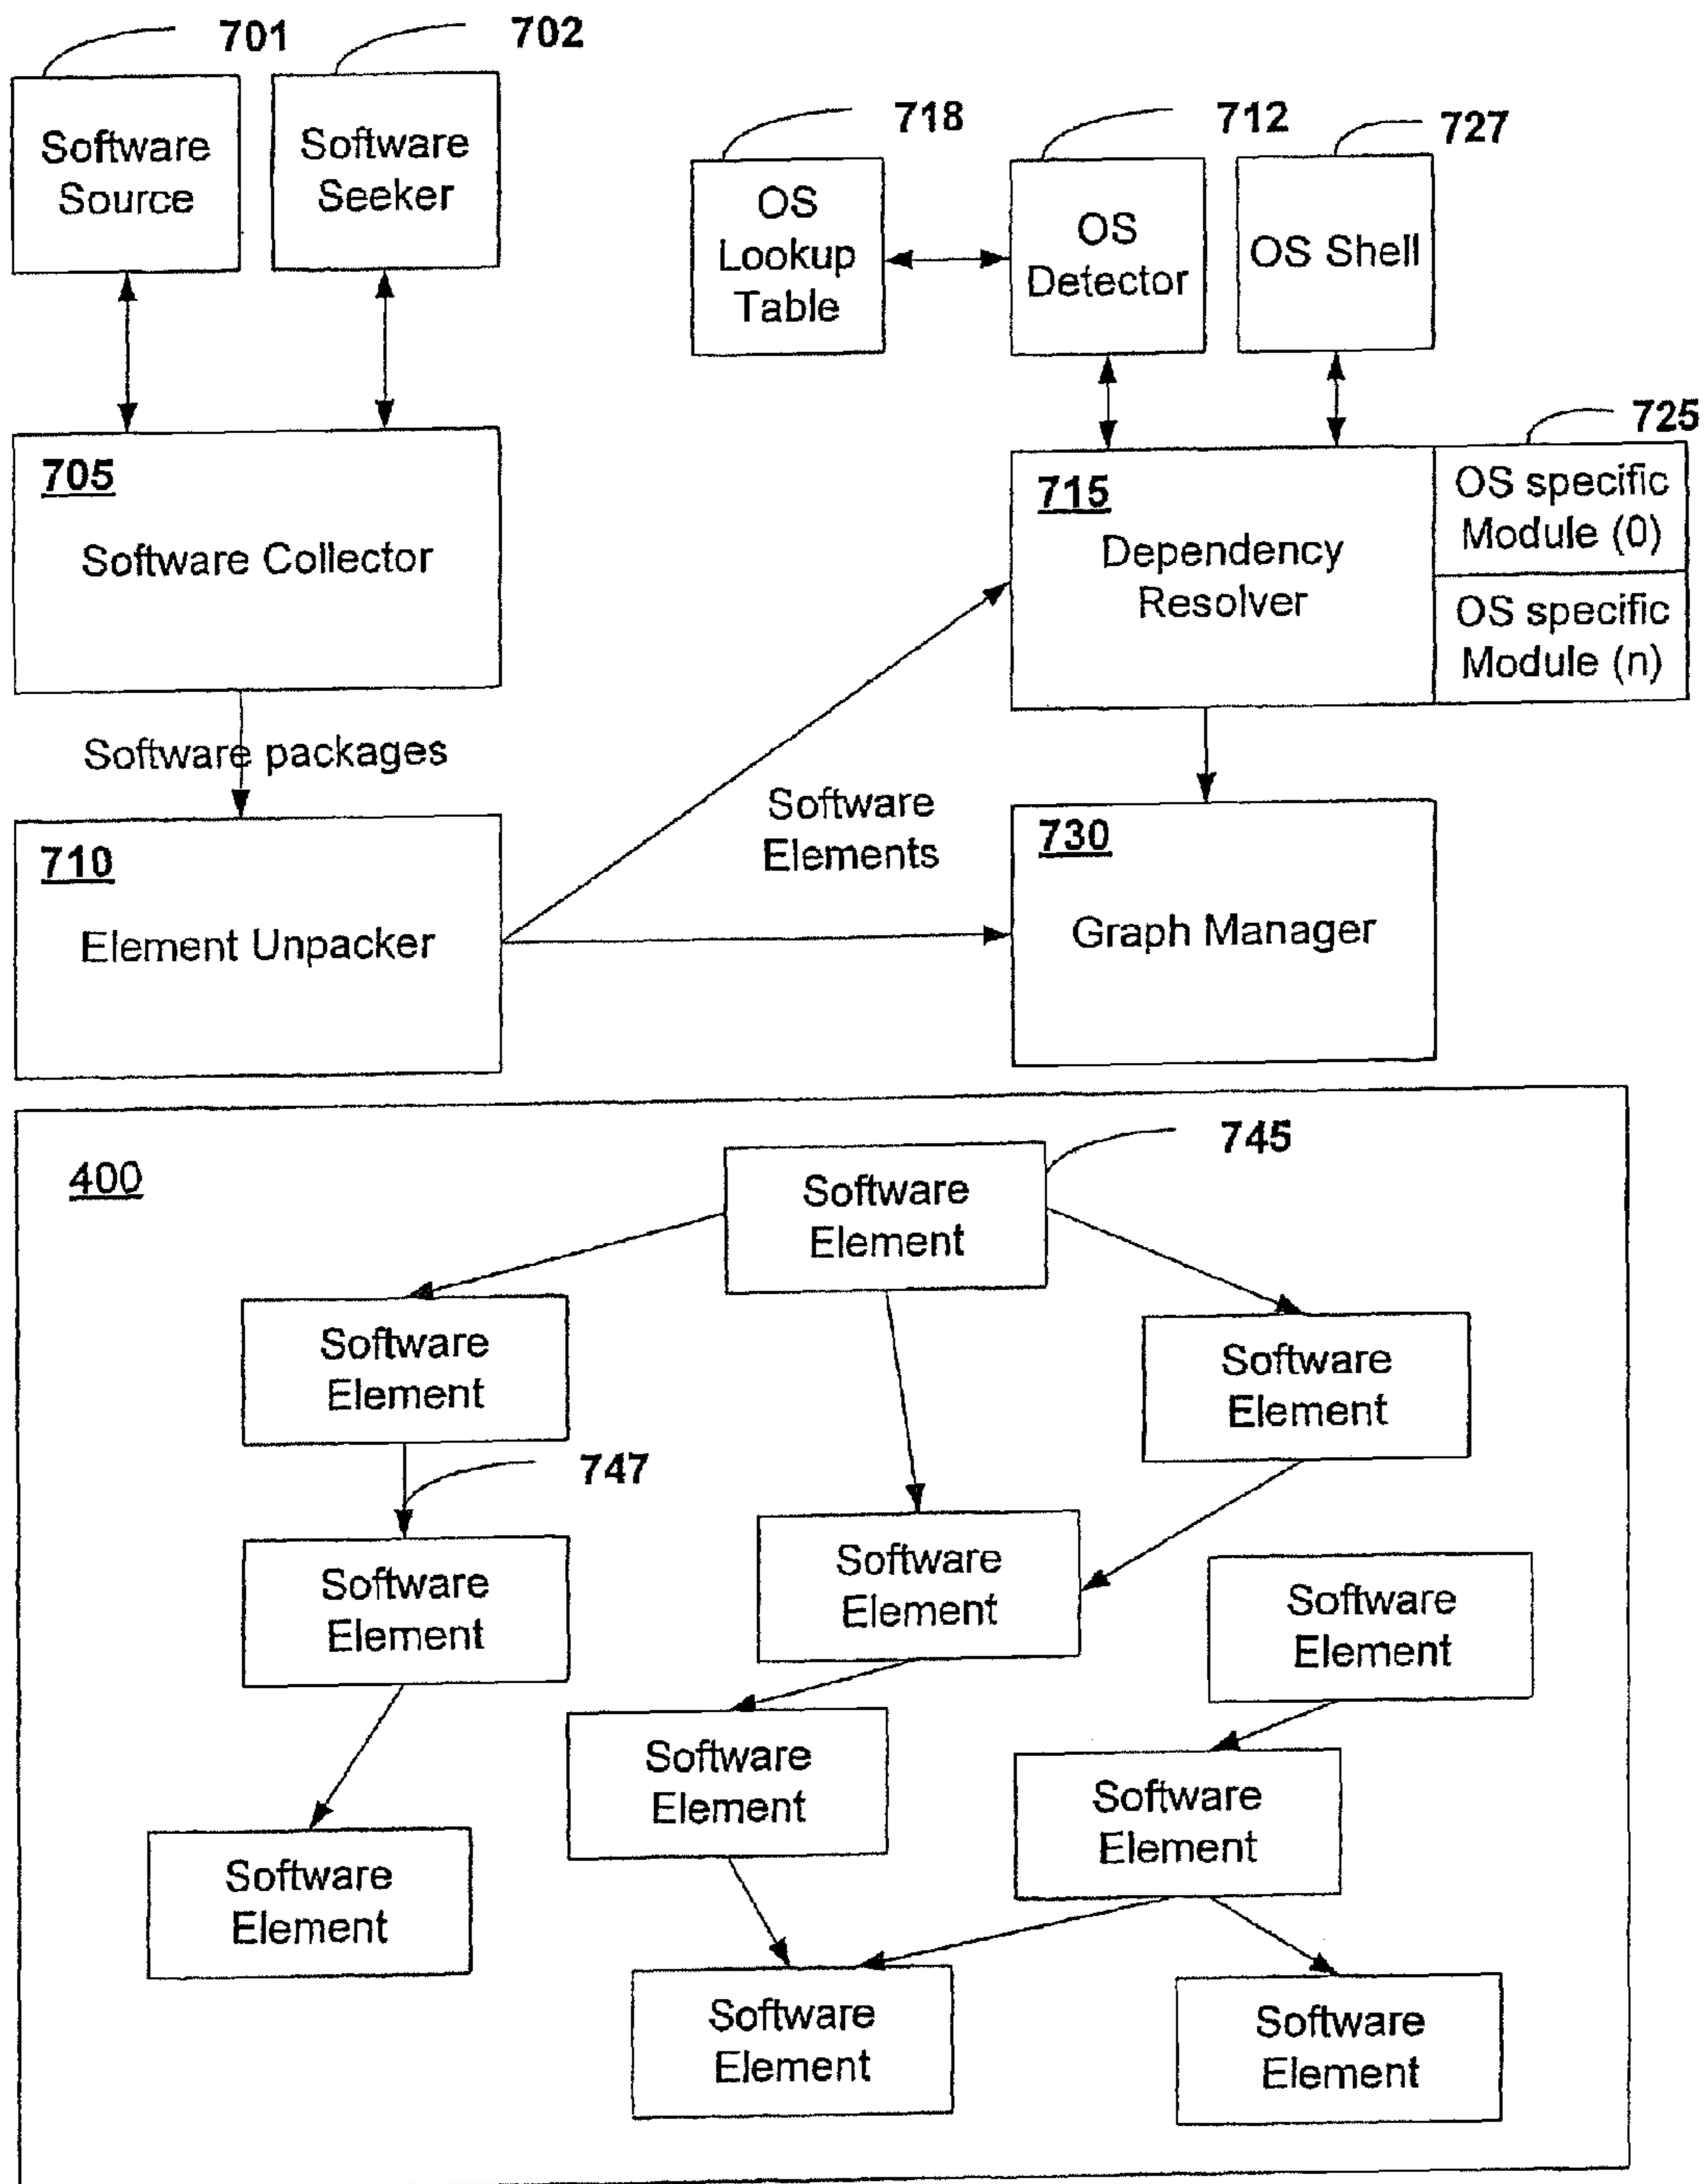 701
702
Software
Source
Software
Seeker
718
712
727
OS
Lookup
Table
OS
Detector
OS Shell
725
705
Software Collector
715
Dependency
Resolver
OS specific
Module (0)
OS specific
Module (n)
Software packages
Software
Elements
710
Element Unpacker
730
Graph Manager
400
745
Software
Element
Software
Element
Software
Element
747
Software
Element
Software
Element
Software
Element
Software
Element
Software
Element
Software
Element
Software
Element
Software
Element